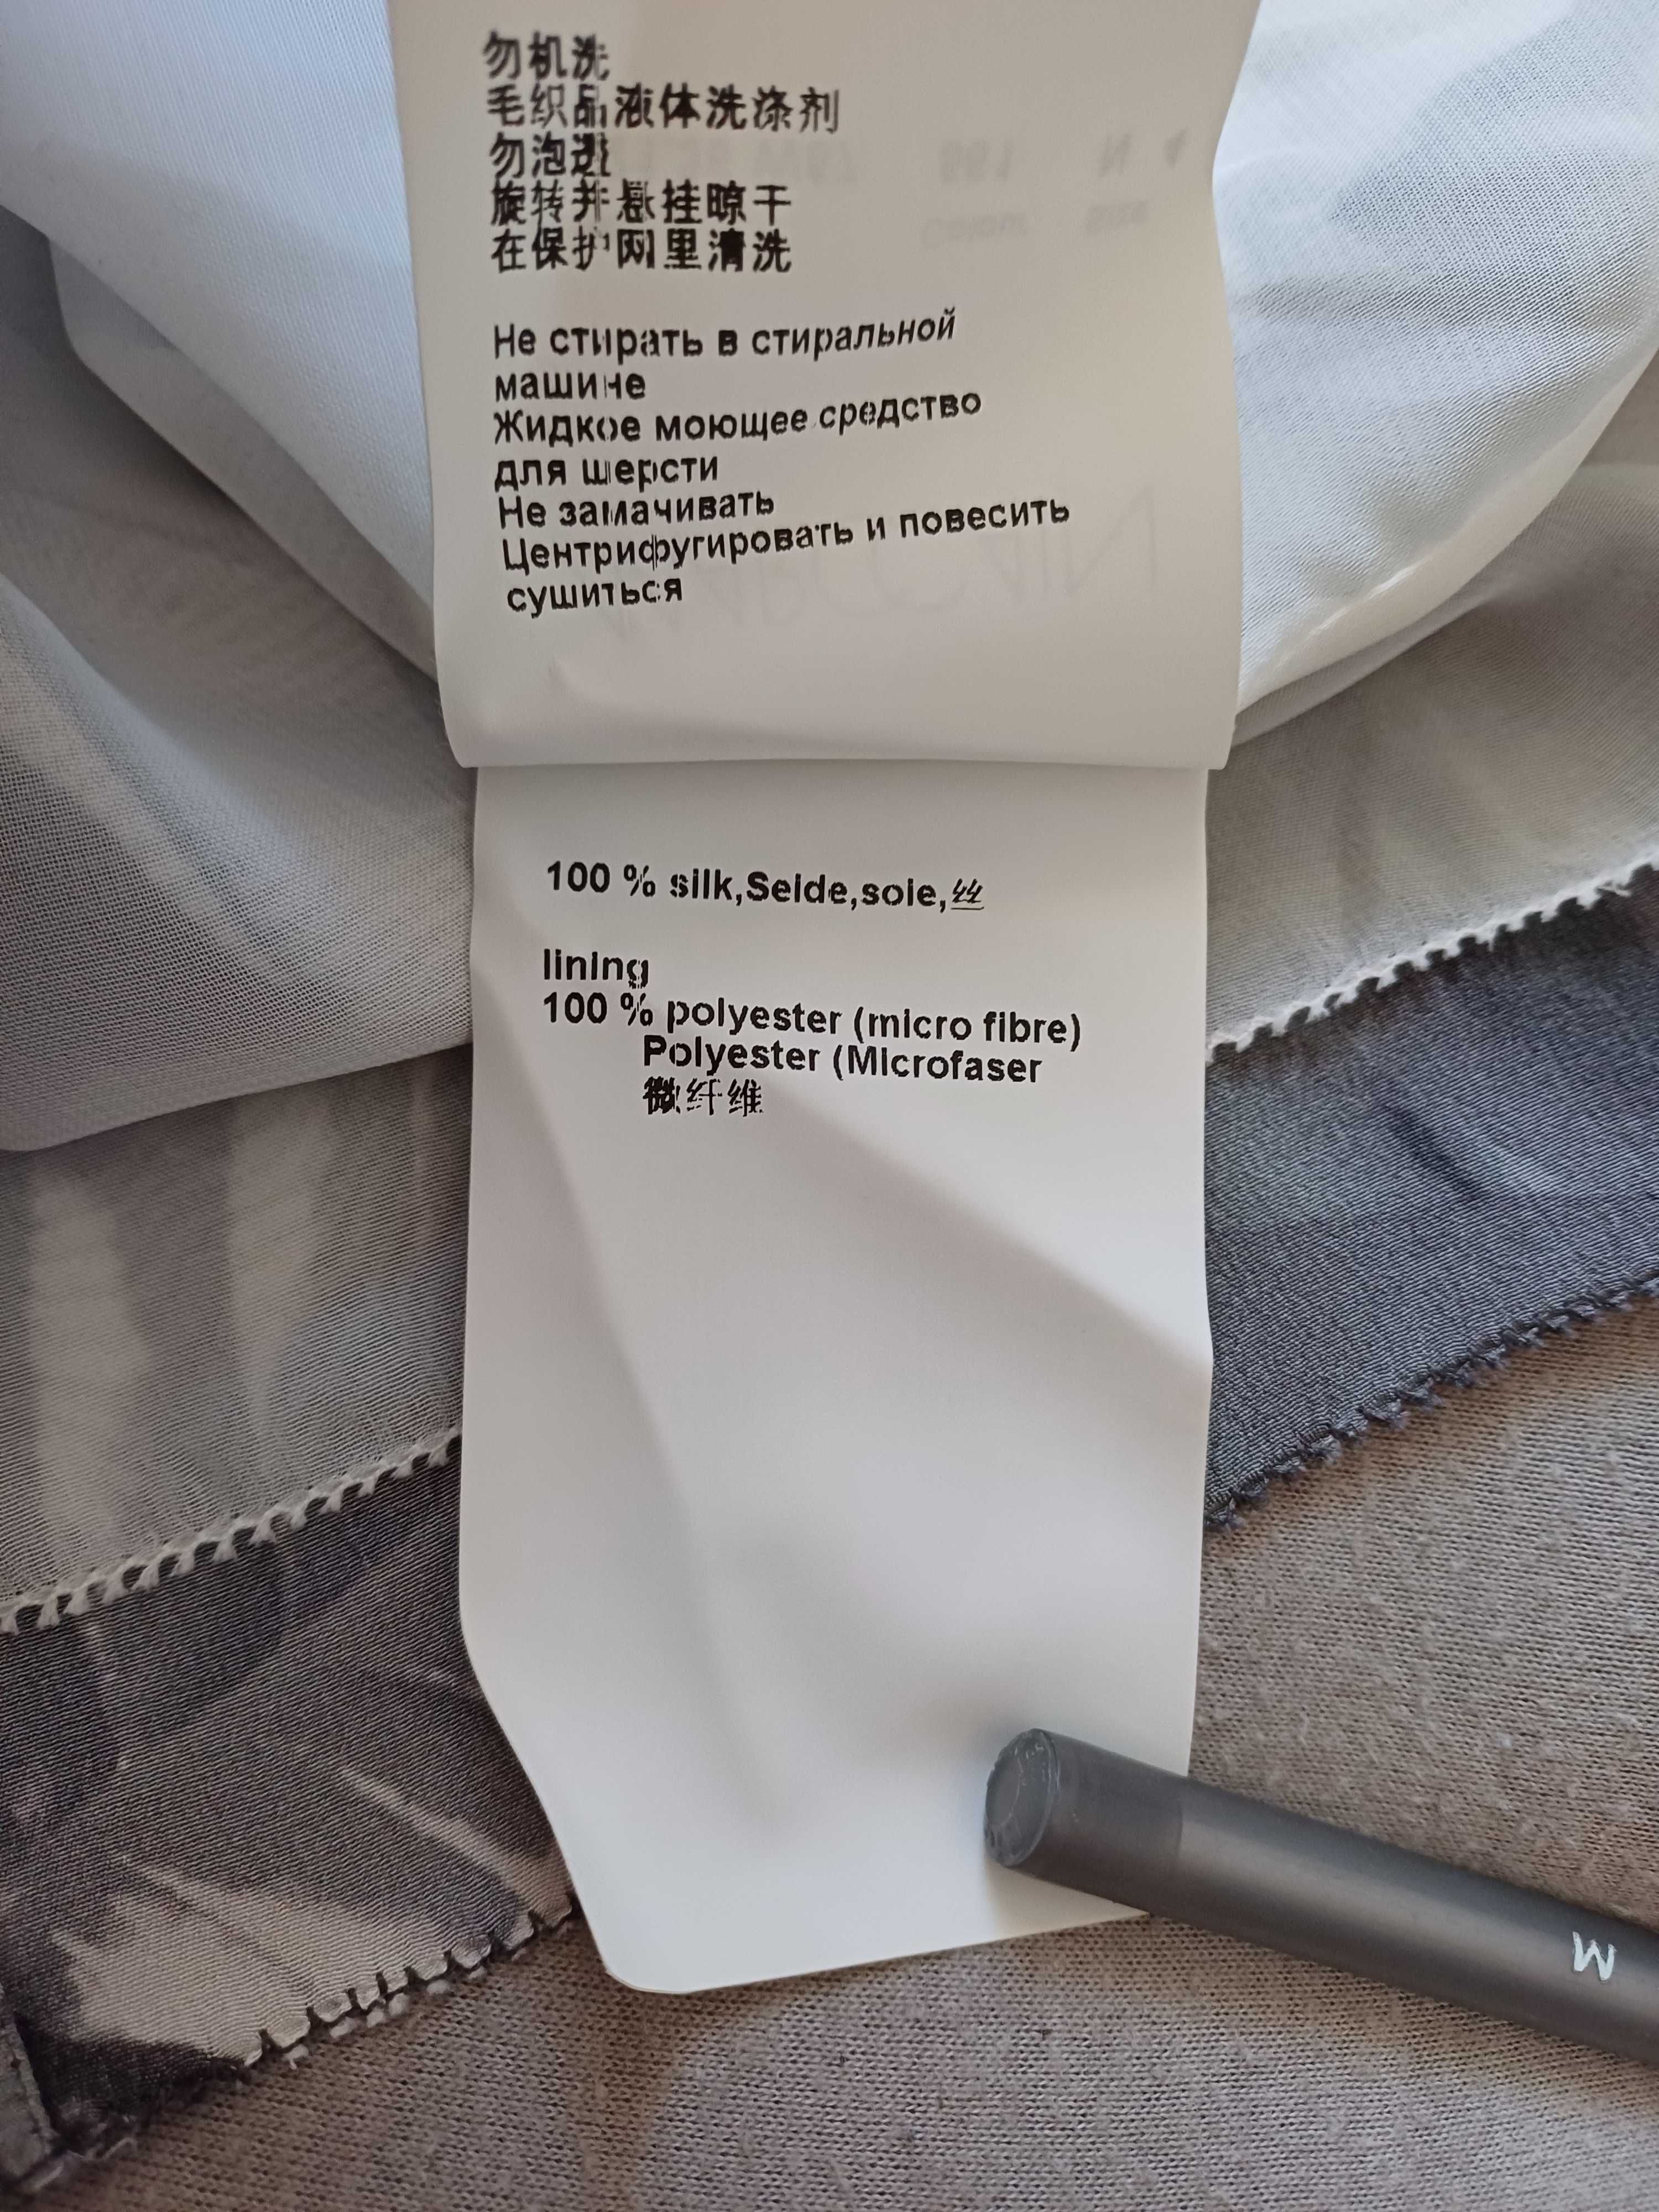 勿机洗
毛织品液体洗涤剂
勿泡
旋转并悬挂晾干
在保护网里清洗
Не стирать в стиральной
машине
Жидкое моющее средство
для шерсти
Не замачивать
Центрифугировать и повесить
сушиться
100 % silk,Seide,soie,丝
lining
100 % polyester (micro fibre)
Polyester (Microfaser
微纤维
M